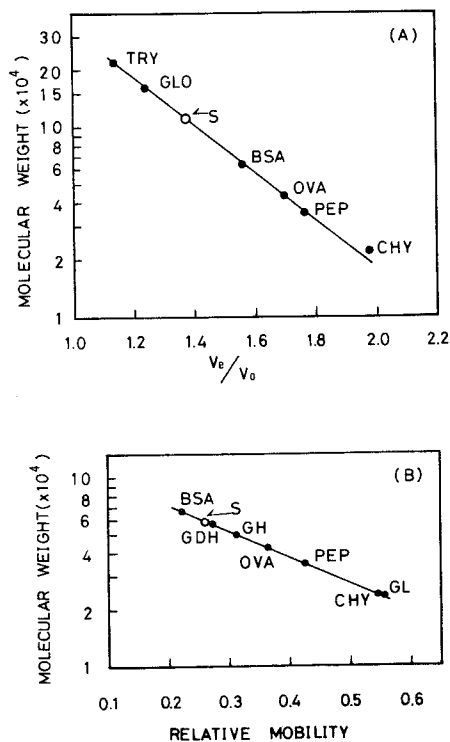 (A)
MOLECULAR WEIGHT (x10⁴)
30
20
15
10
8
6
4
2
1
TRY
GLO
S
BSA
OVA
PEP
CHY
1.0 1.2 1.4 1.6 1.8 2.0 2.2
Ve/Vo
(B)
MOLECULAR WEIGHT(x10⁴)
10
8
6
4
2
1
BSA
S
GDH
GH
OVA
PEP
CHY
GL
0.1 0.2 0.3 0.4 0.5 0.6
RELATIVE MOBILITY